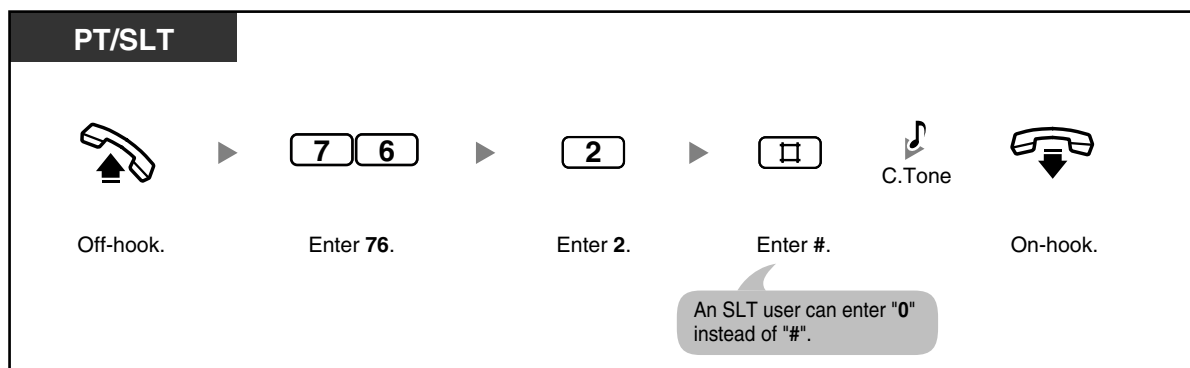 PT/SLT
7 6
2
#
C.Tone
Off-hook.
Enter 76.
Enter 2.
Enter #.
On-hook.
An SLT user can enter "0"
instead of "#".